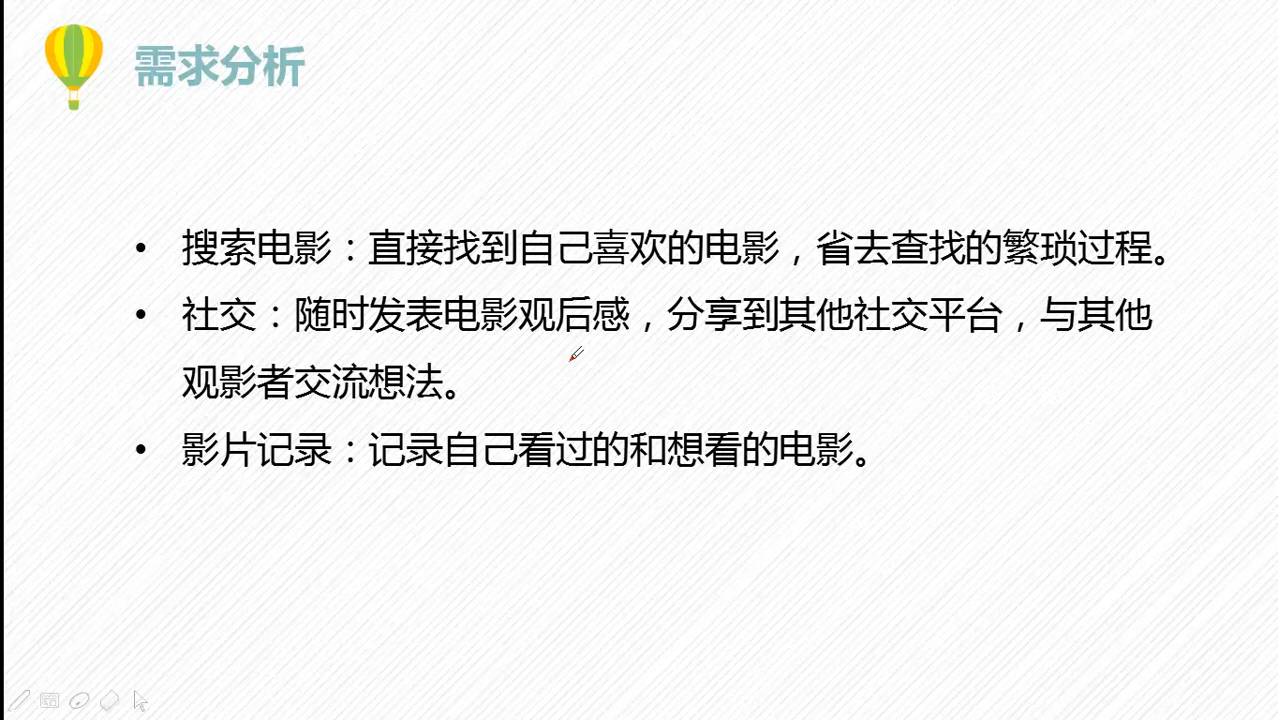 需求分析
• 搜索电影：直接找到自己喜欢的电影，省去查找的繁琐过程。
• 社交：随时发表电影观后感，分享到其他社交平台，与其他
观影者交流想法。
• 影片记录：记录自己看过的和想看的电影。